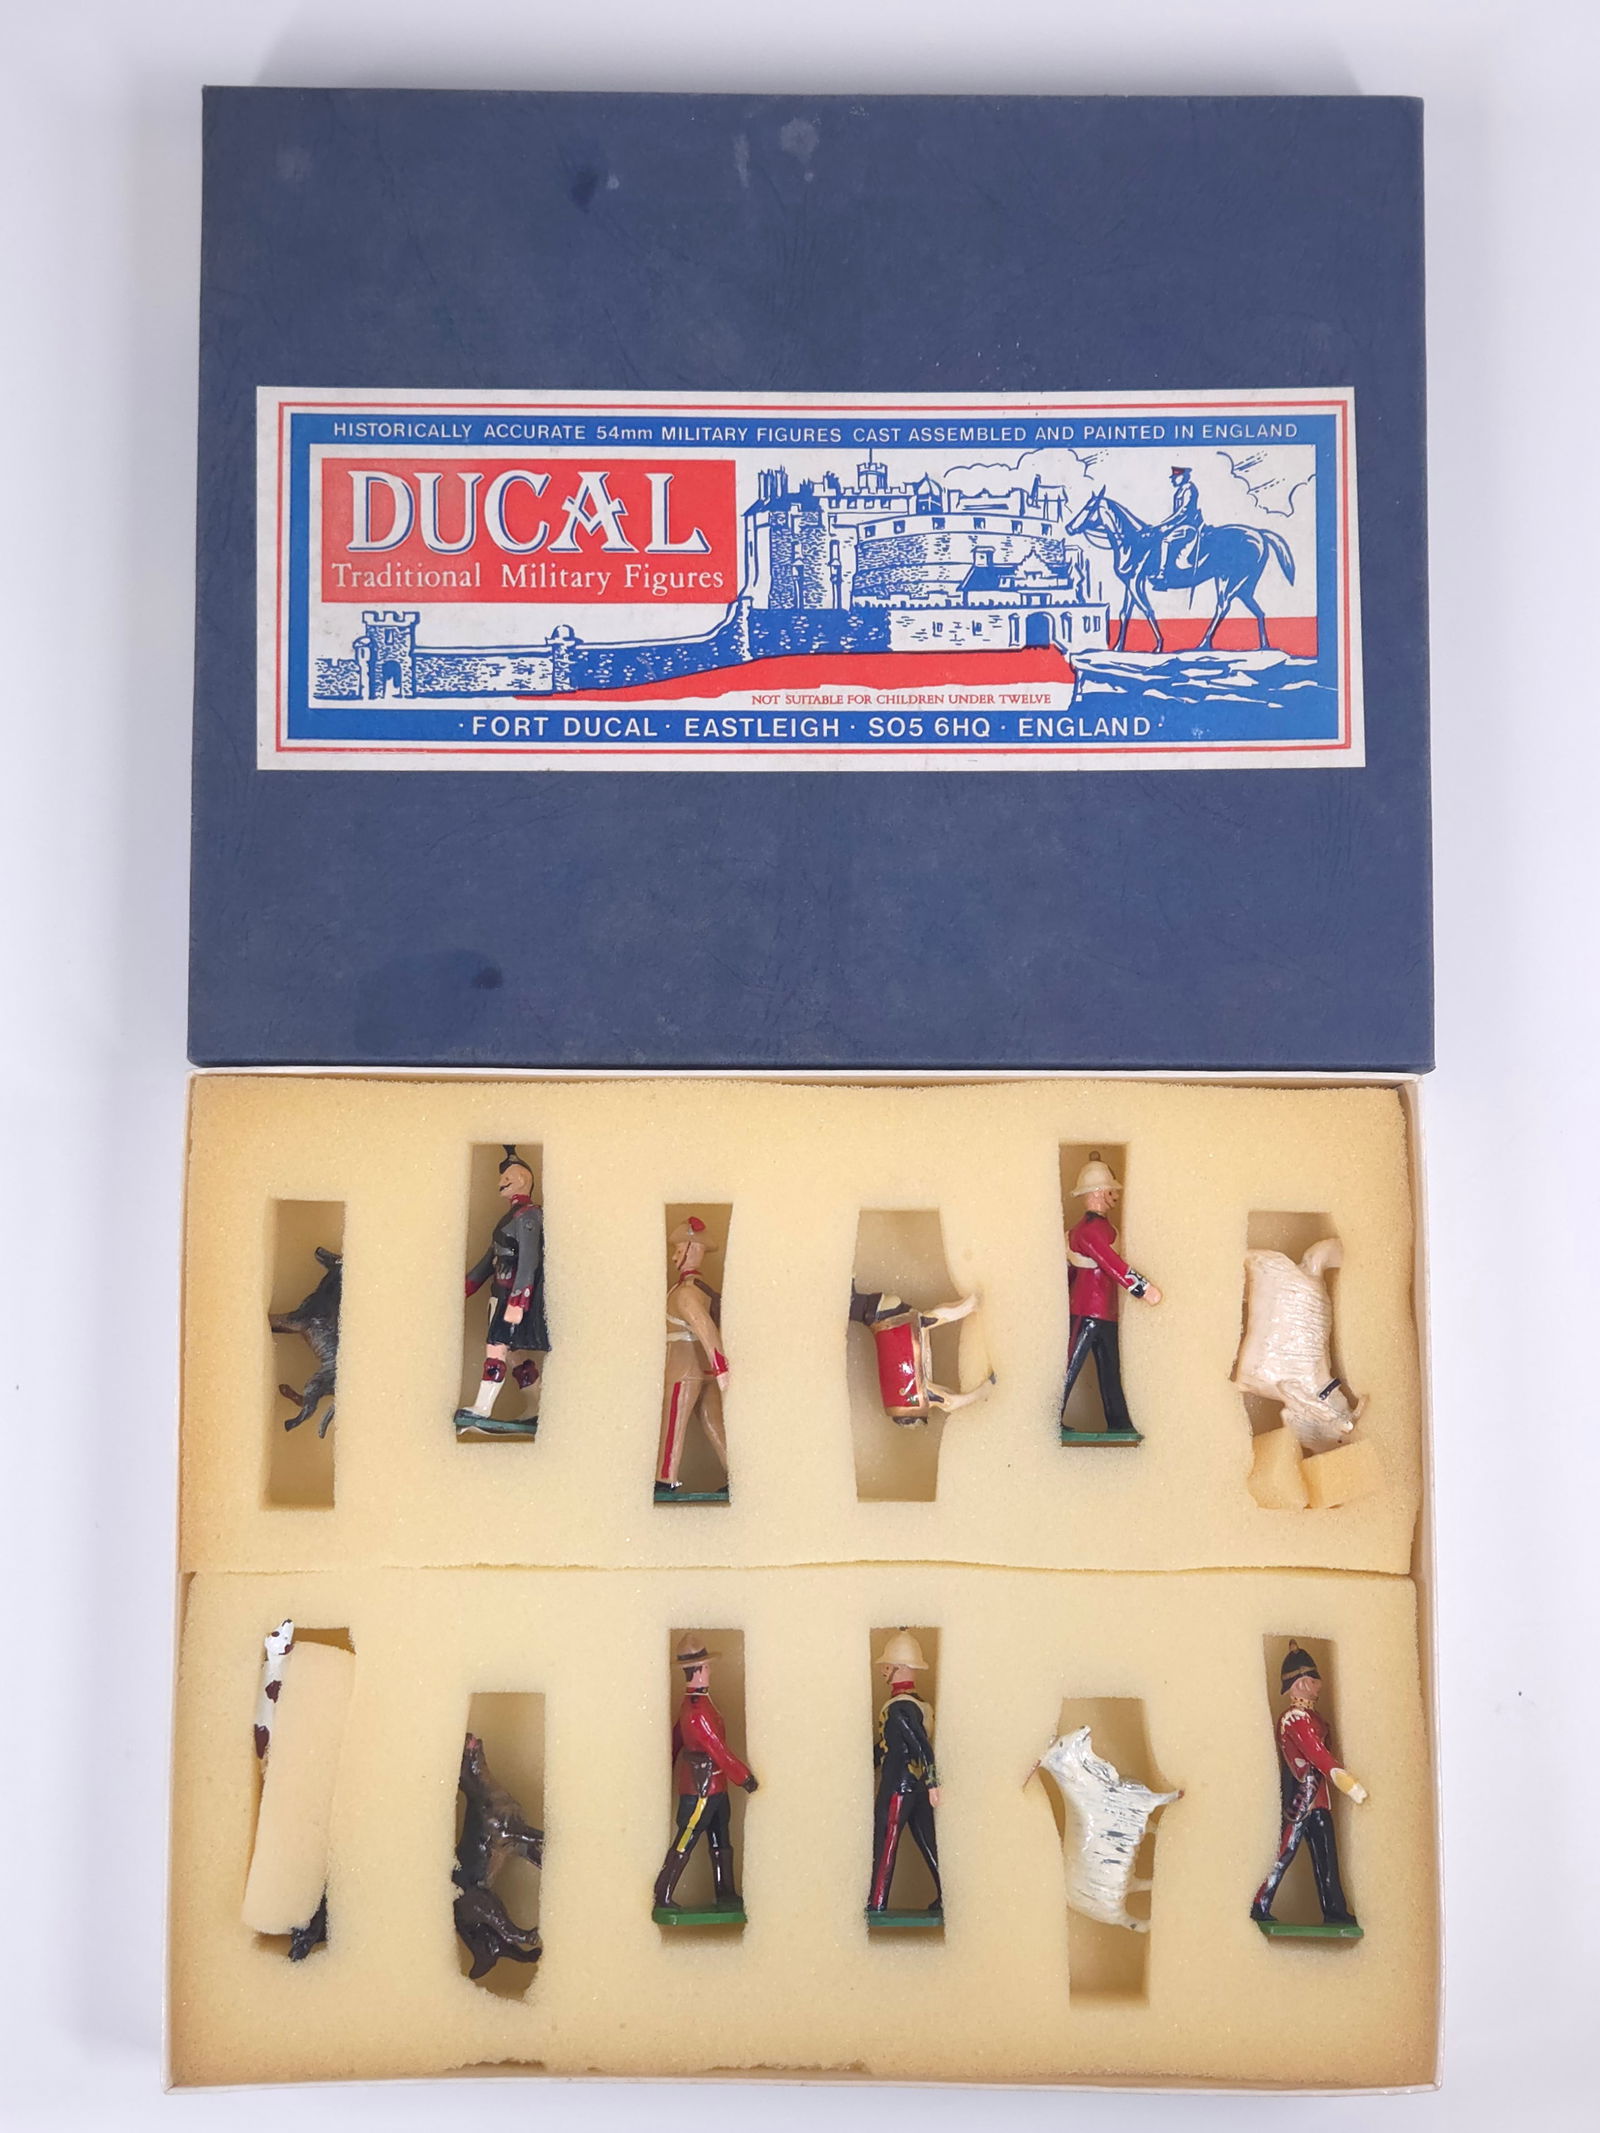 HISTORICALLY ACCURATE 54mm MILITARY FIGURES CAST ASSEMBLED AND PAINTED IN ENGLAND
DUCAL
Traditional Military Figures
NOT SUITABLE FOR CHILDREN UNDER TWELVE
· FORT DUCAL · EASTLEIGH · SO5 6HQ · ENGLAND ·